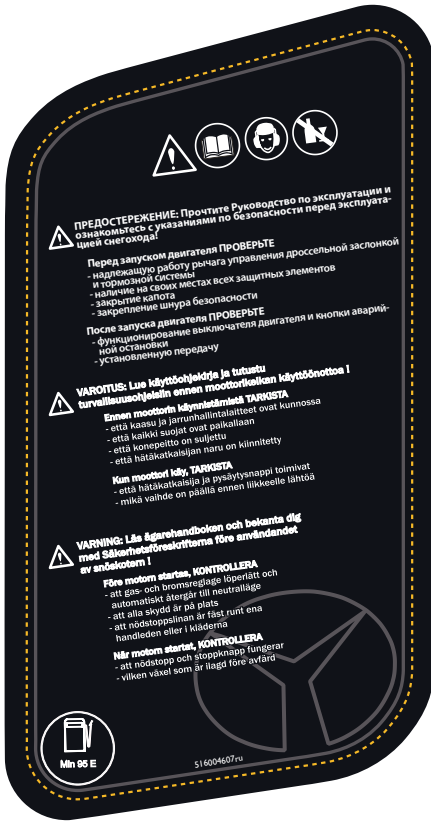 ПРЕДОСТЕРЕЖЕНИЕ: Прочтите Руководство по эксплуатации и
ознакомьтесь с указаниями по безопасности перед эксплуата-
цией снегохода!
Перед запуском двигателя ПРОВЕРЬТЕ
- надлежащую работу рычага управления дроссельной заслонкой
и тормозной системы
- наличие на своих местах всех защитных элементов
- закрытие капота
- закрепление шнура безопасности
После запуска двигателя ПРОВЕРЬТЕ
- функционирование выключателя двигателя и кнопки аварий-
ной остановки
- установленную передачу
VAROITUS: Lue käyttöohjekirja ja tutustu
turvallisuusohjeisiin ennen moottorikelkan käyttöönottoa !
Ennen moottorin käynnistämistä TARKISTA
- että kaasu ja jarrunhallintalaitteet ovat kunnossa
- että kaikki suojat ovat paikallaan
- että konepeitto on suljettu
- että hätäkatkaisijan naru on kiinnitetty
Kun moottori käy, TARKISTA
- että hätäkatkaisija ja pysäytysnappi toimivat
- mikä vaihde on päällä ennen liikkeelle lähtöä
VARNING: Läs ägarehandboken och bekanta dig
med Säkerhetsföreskrifterna före användandet
av snöskotern !
Före motorn startas, KONTROLLERA
- att gas- och bromsreglage löperlätt och
automatiskt återgår till neutralläge
- att alla skydd är på plats
- att nödstoppslinan är fäst runt ena
handleden eller i kläderna
När motorn startat, KONTROLLERA
- att nödstopp och stoppknapp fungerar
- vilken växel som är ilagd före avfärd
Min 95 E
516004607ru